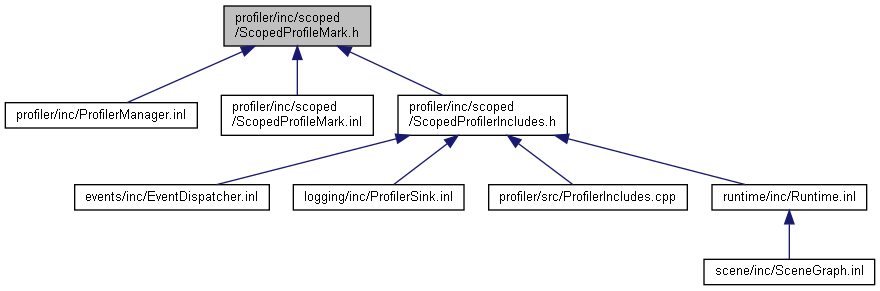 profiler/inc/scoped
/ScopedProfileMark.h
profiler/inc/ProfilerManager.inl
profiler/inc/scoped
/ScopedProfileMark.inl
profiler/inc/scoped
/ScopedProfilerIncludes.h
events/inc/EventDispatcher.inl
logging/inc/ProfilerSink.inl
profiler/src/ProfilerIncludes.cpp
runtime/inc/Runtime.inl
scene/inc/SceneGraph.inl